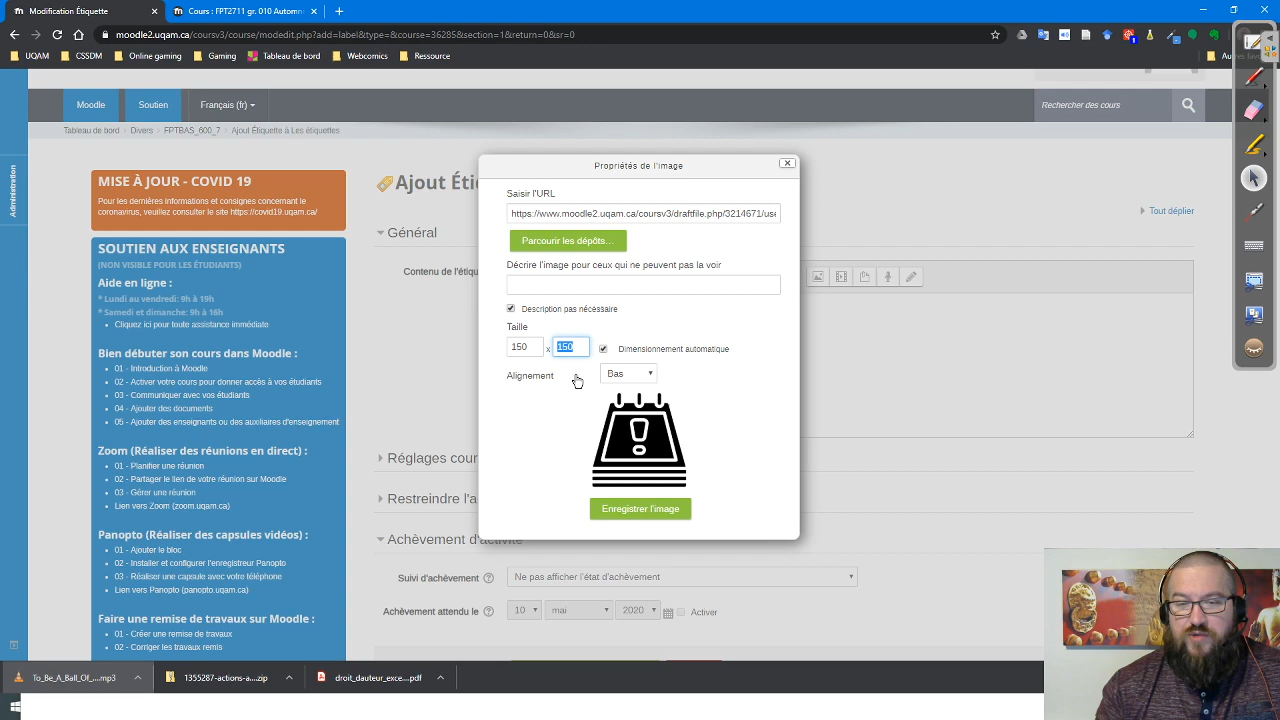 Modification Étiquette
Cours : FPT2711 gr. 010 Automn
moodle2.uqam.ca/coursv3/course/modedit.php?add=label&type=&course=36285&section=1&return=0&sr=0
UQAM
CSSDM
Online gaming
Gaming
Tableau de bord
Webcomics
Ressource
Autres favo
Moodle
Soutien
Français (fr)
Rechercher des cours
Tableau de bord
Divers
FPTBAS_600_7
Ajout Étiquette à Les étiquettes
Administration
MISE À JOUR - COVID 19
Pour les dernières informations et consignes concernant le
coronavirus, veuillez consulter le site https://covid19.uqam.ca/
SOUTIEN AUX ENSEIGNANTS
(NON VISIBLE POUR LES ÉTUDIANTS)
Aide en ligne :
* Lundi au vendredi: 9h à 19h
* Samedi et dimanche: 9h à 16h
Cliquez ici pour toute assistance immédiate
Bien débuter son cours dans Moodle :
01 - Introduction à Moodle
02 - Activer votre cours pour donner accès à vos étudiants
03 - Communiquer avec vos étudiants
04 - Ajouter des documents
05 - Ajouter des enseignants ou des auxiliaires d'enseignement
Zoom (Réaliser des réunions en direct) :
01 - Planifier une réunion
02 - Partager le lien de votre réunion sur Moodle
03 - Gérer une réunion
Lien vers Zoom (zoom.uqam.ca)
Panopto (Réaliser des capsules vidéos) :
01 - Ajouter le bloc
02 - Installer et configurer l'enregistreur Panopto
03 - Réaliser une capsule avec votre téléphone
Lien vers Panopto (panopto.uqam.ca)
Faire une remise de travaux sur Moodle :
01 - Créer une remise de travaux
02 - Corriger les travaux remis
Ajout Éti
Tout déplier
Général
Contenu de l'étiqu
Réglages cour
Restreindre l'a
Achèvement d'activité
Suivi d'achèvement
Ne pas afficher l'état d'achèvement
Achèvement attendu le
10
mai
2020
Activer
Propriétés de l'image
Saisir l'URL
https://www.moodle2.uqam.ca/coursv3/draftfile.php/3214671/use
Parcourir les dépôts...
Décrire l'image pour ceux qui ne peuvent pas la voir
Description pas nécessaire
Taille
150 x 150
Dimensionnement automatique
Alignement
Bas
Enregistrer l'image
To_Be_A_Ball_Of_....mp3
1355287-actions-a....zip
droit_dauteur_exce....pdf